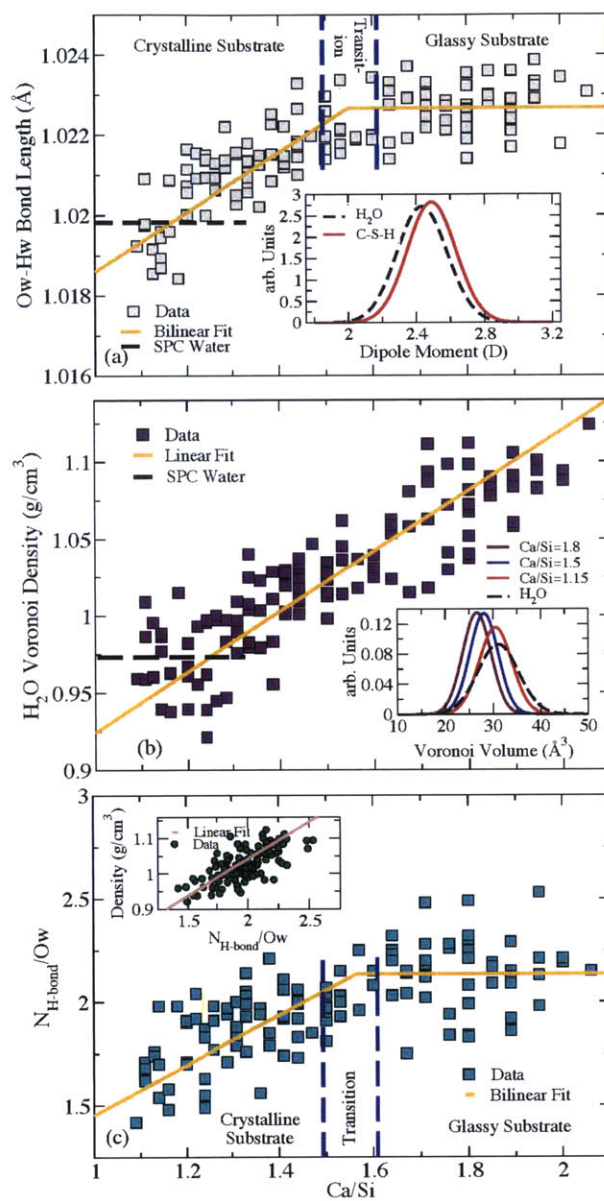 1.024
1.022
1.02
1.018
1.016
Ow-Hw Bond Length (Å)
Crystalline Substrate
Transit-
ion
Glassy Substrate
3
2.5
2
1.5
1
0.5
0
arb. Units
H₂O
C-S-H
2 2.4 2.8 3.2
Dipole Moment (D)
Data
Bilinear Fit
SPC Water
(a)
1.1
1.05
1
0.95
0.9
H₂O Voronoi Density (g/cm³)
Data
Linear Fit
SPC Water
Ca/Si=1.8
Ca/Si=1.5
Ca/Si=1.15
H₂O
0.12
0.08
0.04
0
arb. Units
10 20 30 40 50
Voronoi Volume (Å³)
(b)
3
2.5
2
1.5
N_H-bond/Ow
Density (g/cm³)
1.1
1
0.9
Linear Fit
Data
1.5 2 2.5
N_H-bond/Ow
Crystalline
Substrate
Transition
Glassy Substrate
Data
Bilinear Fit
(c)
1 1.2 1.4 1.6 1.8 2
Ca/Si